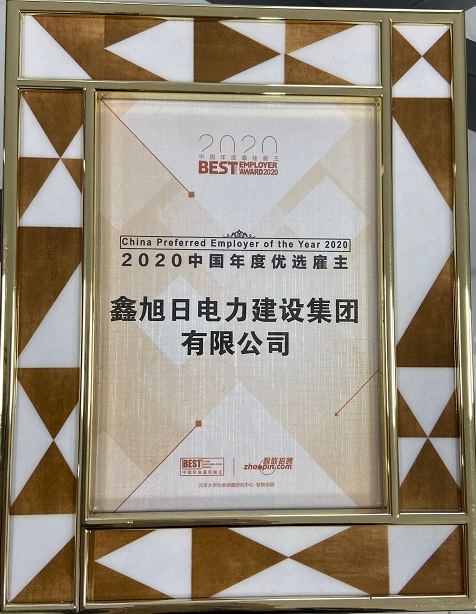 2020
中国年度最佳雇主
BEST EMPLOYER AWARD2020
China Preferred Employer of the Year 2020
2020中国年度优选雇主
鑫旭日电力建设集团
有限公司
BEST
中国年度最佳雇主
智联招聘
zhaopin.com
北京大学社会调查研究中心 智联招聘